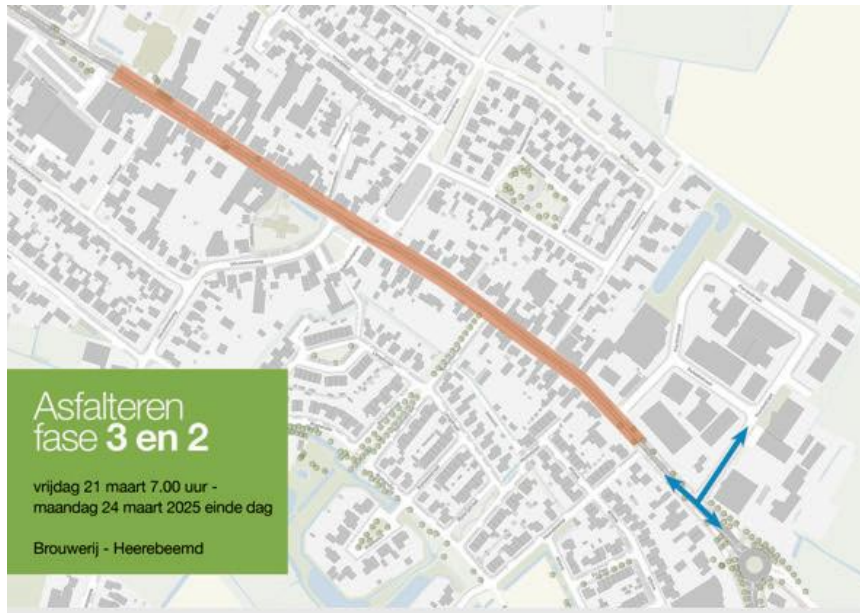 Asfalteren
fase 3 en 2
vrijdag 21 maart 7.00 uur -
maandag 24 maart 2025 einde dag
Brouwerij - Heerebeemd